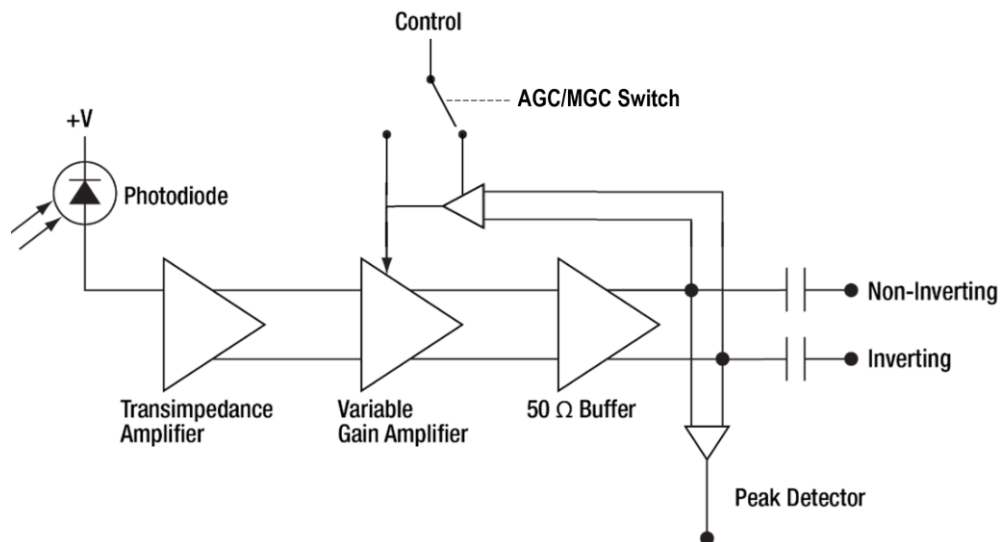 Control
AGC/MGC Switch
+V
Photodiode
Non-Inverting
Inverting
Transimpedance
Amplifier
Variable
Gain Amplifier
50 Ω Buffer
Peak Detector